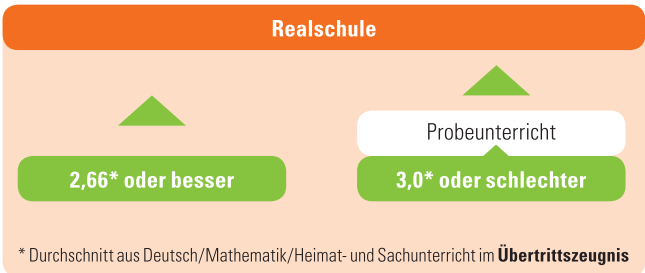 Realschule
Probeunterricht
2,66* oder besser
3,0* oder schlechter
* Durchschnitt aus Deutsch/Mathematik/Heimat- und Sachunterricht im Übertrittszeugnis